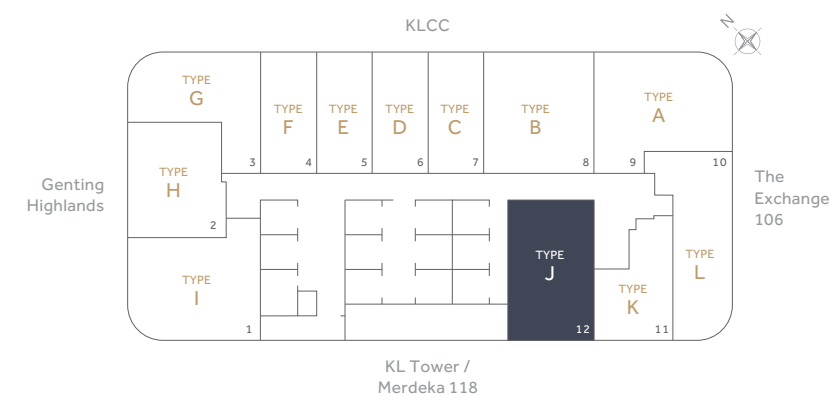 KLCC
N
TYPE
G
3
TYPE
F
4
TYPE
E
5
TYPE
D
6
TYPE
C
7
TYPE
B
8
TYPE
A
9
10
TYPE
H
2
Genting
Highlands
The
Exchange
106
TYPE
I
1
TYPE
J
12
TYPE
K
11
TYPE
L
KL Tower /
Merdeka 118